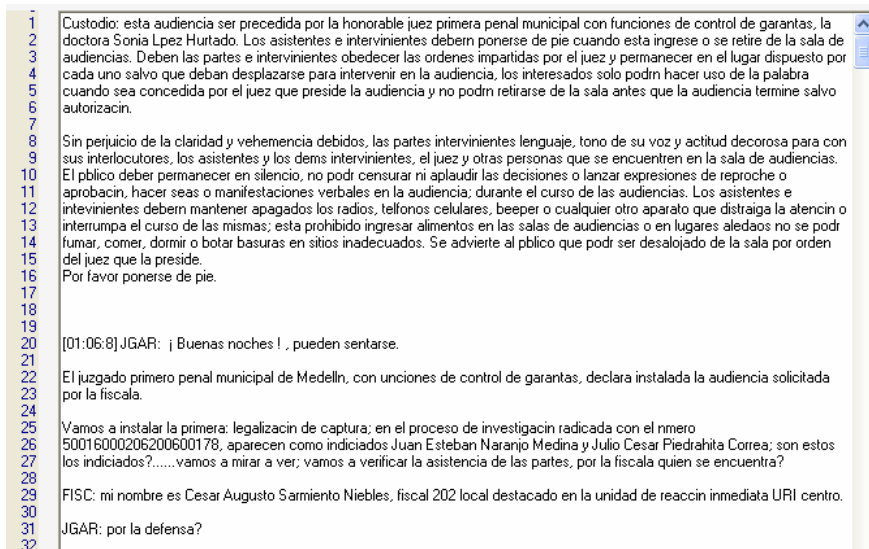 1 Custodio: esta audiencia ser precedida por la honorable juez primera penal municipal con funciones de control de garantas, la
2 doctora Sonia Lpez Hurtado. Los asistentes e intervinientes debern ponerse de pie cuando esta ingrese o se retire de la sala de
3 audiencias. Deben las partes e intervinientes obedecer las ordenes impartidas por el juez y permanecer en el lugar dispuesto por
4 cada uno salvo que deban desplazarse para intervenir en la audiencia, los interesados solo podrn hacer uso de la palabra
5 cuando sea concedida por el juez que preside la audiencia y no podrn retirarse de la sala antes que la audiencia termine salvo
6 autorizacin.
7
8 Sin perjuicio de la claridad y vehemencia debidos, las partes intervinientes lenguaje, tono de su voz y actitud decorosa para con
9 sus interlocutores, los asistentes y los dems intervinientes, el juez y otras personas que se encuentren en la sala de audiencias.
10 El pblico deber permanecer en silencio, no podr censurar ni aplaudir las decisiones o lanzar expresiones de reproche o
11 aprobacin, hacer seas o manifestaciones verbales en la audiencia; durante el curso de las audiencias. Los asistentes e
12 intevinientes debern mantener apagados los radios, telfonos celulares, beeper o cualquier otro aparato que distraiga la atencin o
13 interrumpa el curso de las mismas; esta prohibido ingresar alimentos en las salas de audiencias o en lugares aledaos no se podr
14 fumar, comer, dormir o botar basuras en sitios inadecuados. Se advierte al pblico que podr ser desalojado de la sala por orden
15 del juez que la preside.
16 Por favor ponerse de pie.
17
18
19
20 [01:06:8] JGAR: ¡ Buenas noches ! , pueden sentarse.
21
22 El juzgado primero penal municipal de Medelln, con unciones de control de garantas, declara instalada la audiencia solicitada
23 por la fiscala.
24
25 Vamos a instalar la primera: legalizacin de captura; en el proceso de investigacin radicada con el nmero
26 50016000206200600178, aparecen como indiciados Juan Esteban Naranjo Medina y Julio Cesar Piedrahita Correa; son estos
27 los indiciados?......vamos a mirar a ver; vamos a verificar la asistencia de las partes, por la fiscala quien se encuentra?
28
29 FISC: mi nombre es Cesar Augusto Sarmiento Niebles, fiscal 202 local destacado en la unidad de reaccin inmediata URI centro.
30
31 JGAR: por la defensa?
32